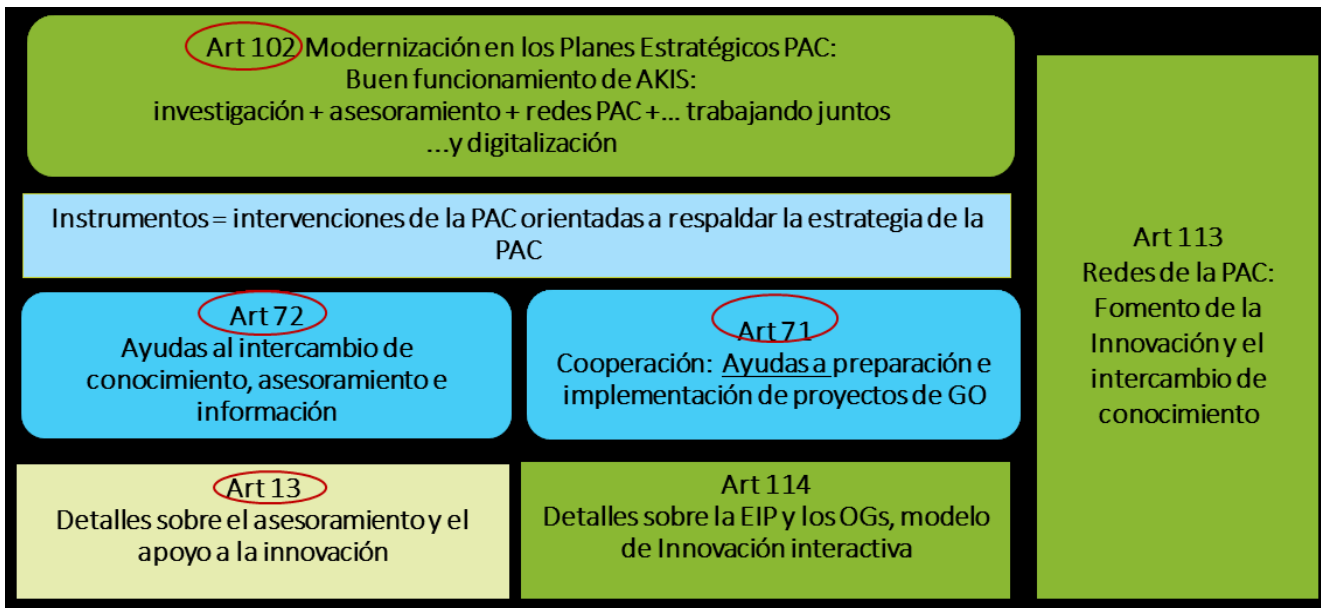 Art 102 Modernización en los Planes Estratégicos PAC:
Buen funcionamiento de AKIS:
investigación + asesoramiento + redes PAC +... trabajando juntos
...y digitalización
Instrumentos = intervenciones de la PAC orientadas a respaldar la estrategia de la
PAC
Art 72
Ayudas al intercambio de
conocimiento, asesoramiento e
información
Art 71
Cooperación: Ayudas a preparación e
implementación de proyectos de GO
Art 13
Detalles sobre el asesoramiento y el
apoyo a la innovación
Art 114
Detalles sobre la EIP y los OGs, modelo
de Innovación interactiva
Art 113
Redes de la PAC:
Fomento de la
Innovación y el
intercambio de
conocimiento